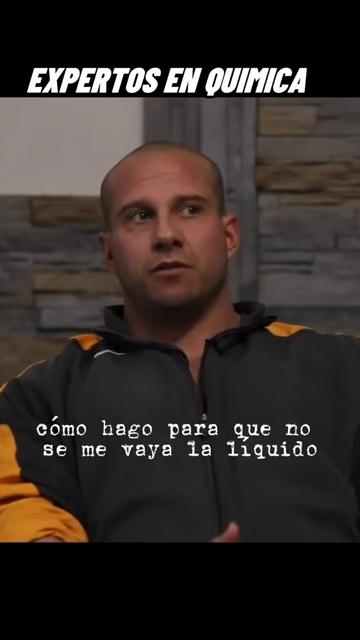 EXPERTOS EN QUIMICA
cómo hago para que no
se me vaya la líquido